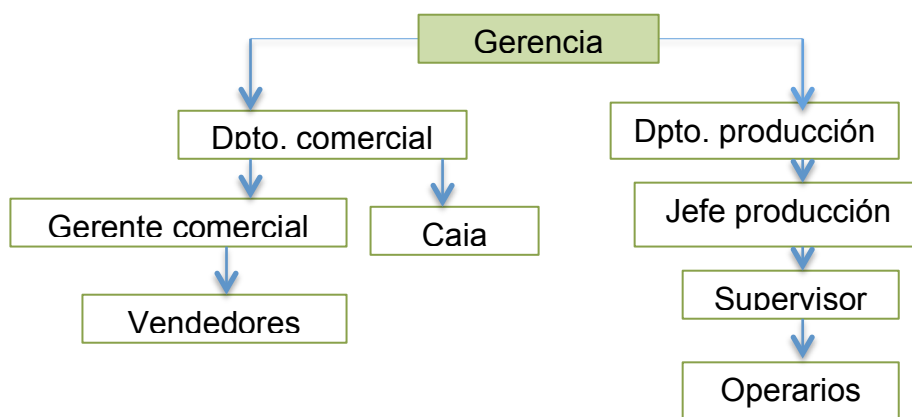 Gerencia
Dpto. comercial
Dpto. producción
Gerente comercial
Caja
Jefe producción
Vendedores
Supervisor
Operarios